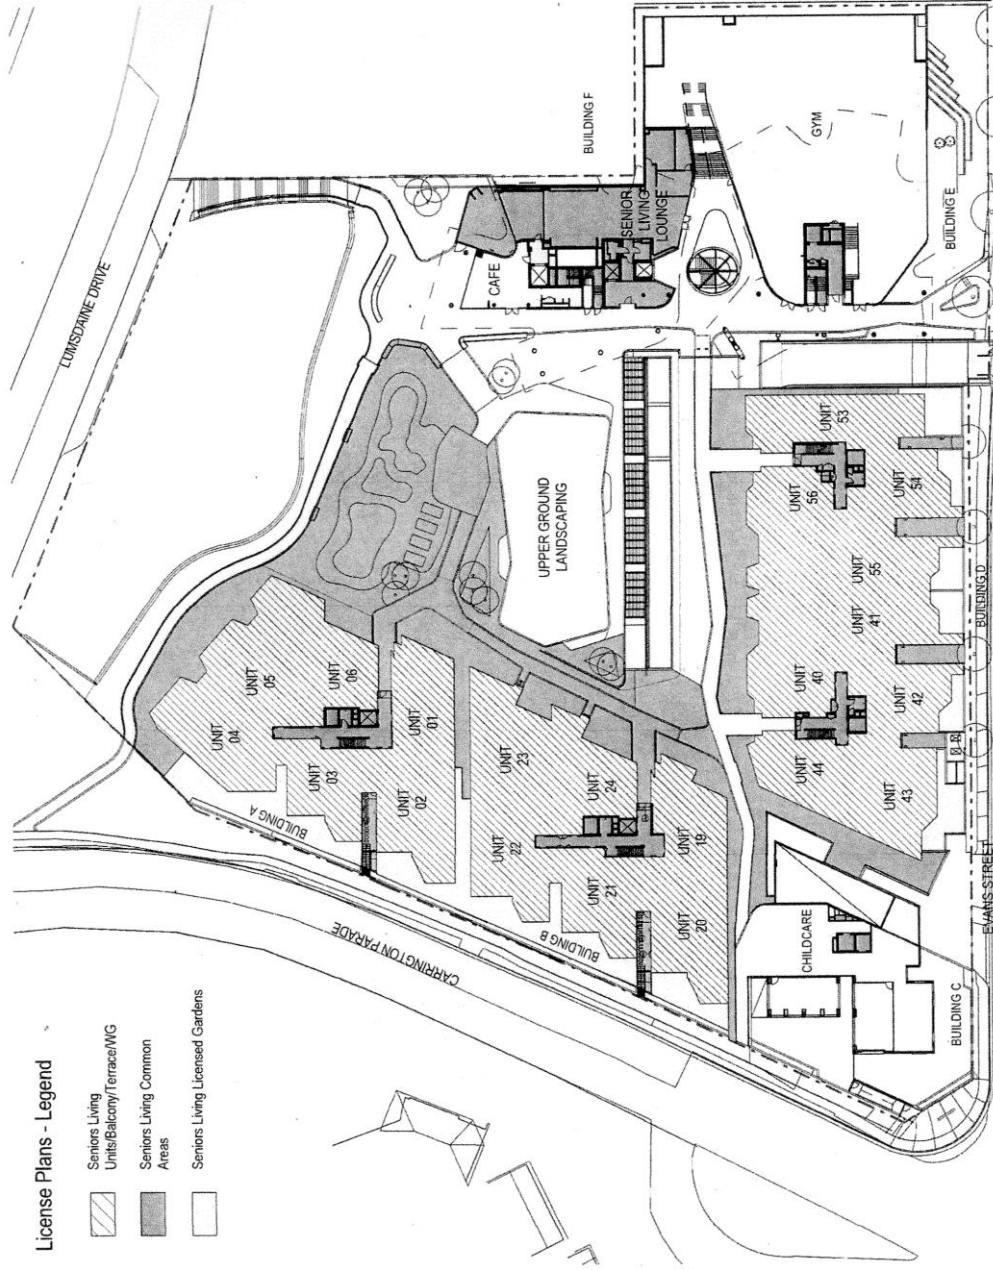 License Plans - Legend
Seniors Living
Units/Balcony/Terrace/WG
Seniors Living Common
Areas
Seniors Living Licensed Gardens
LUMSDAINE DRIVE
CARRINGTON PARADE
EVANS STREET
BUILDING A
UNIT
04
UNIT
05
UNIT
06
UNIT
03
UNIT
02
UNIT
01
BUILDING B
UNIT
22
UNIT
23
UNIT
24
UNIT
21
UNIT
20
UNIT
19
UPPER GROUND
LANDSCAPING
CAFE
SENIOR
LIVING
LOUNGE
BUILDING F
GYM
BUILDING E
CHILDCARE
BUILDING C
UNIT
44
UNIT
40
UNIT
56
UNIT
53
UNIT
43
UNIT
42
UNIT
41
UNIT
55
UNIT
54
BUILDING D